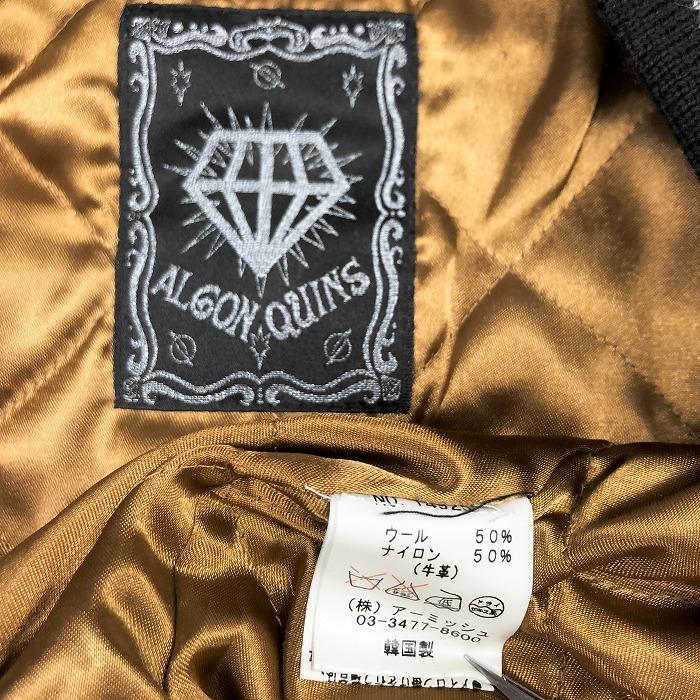 ALGON,QUINS
ウール 50%
ナイロン 50%
(牛革)
低
(株) アーミッシュ
03-3477-8600
韓国製